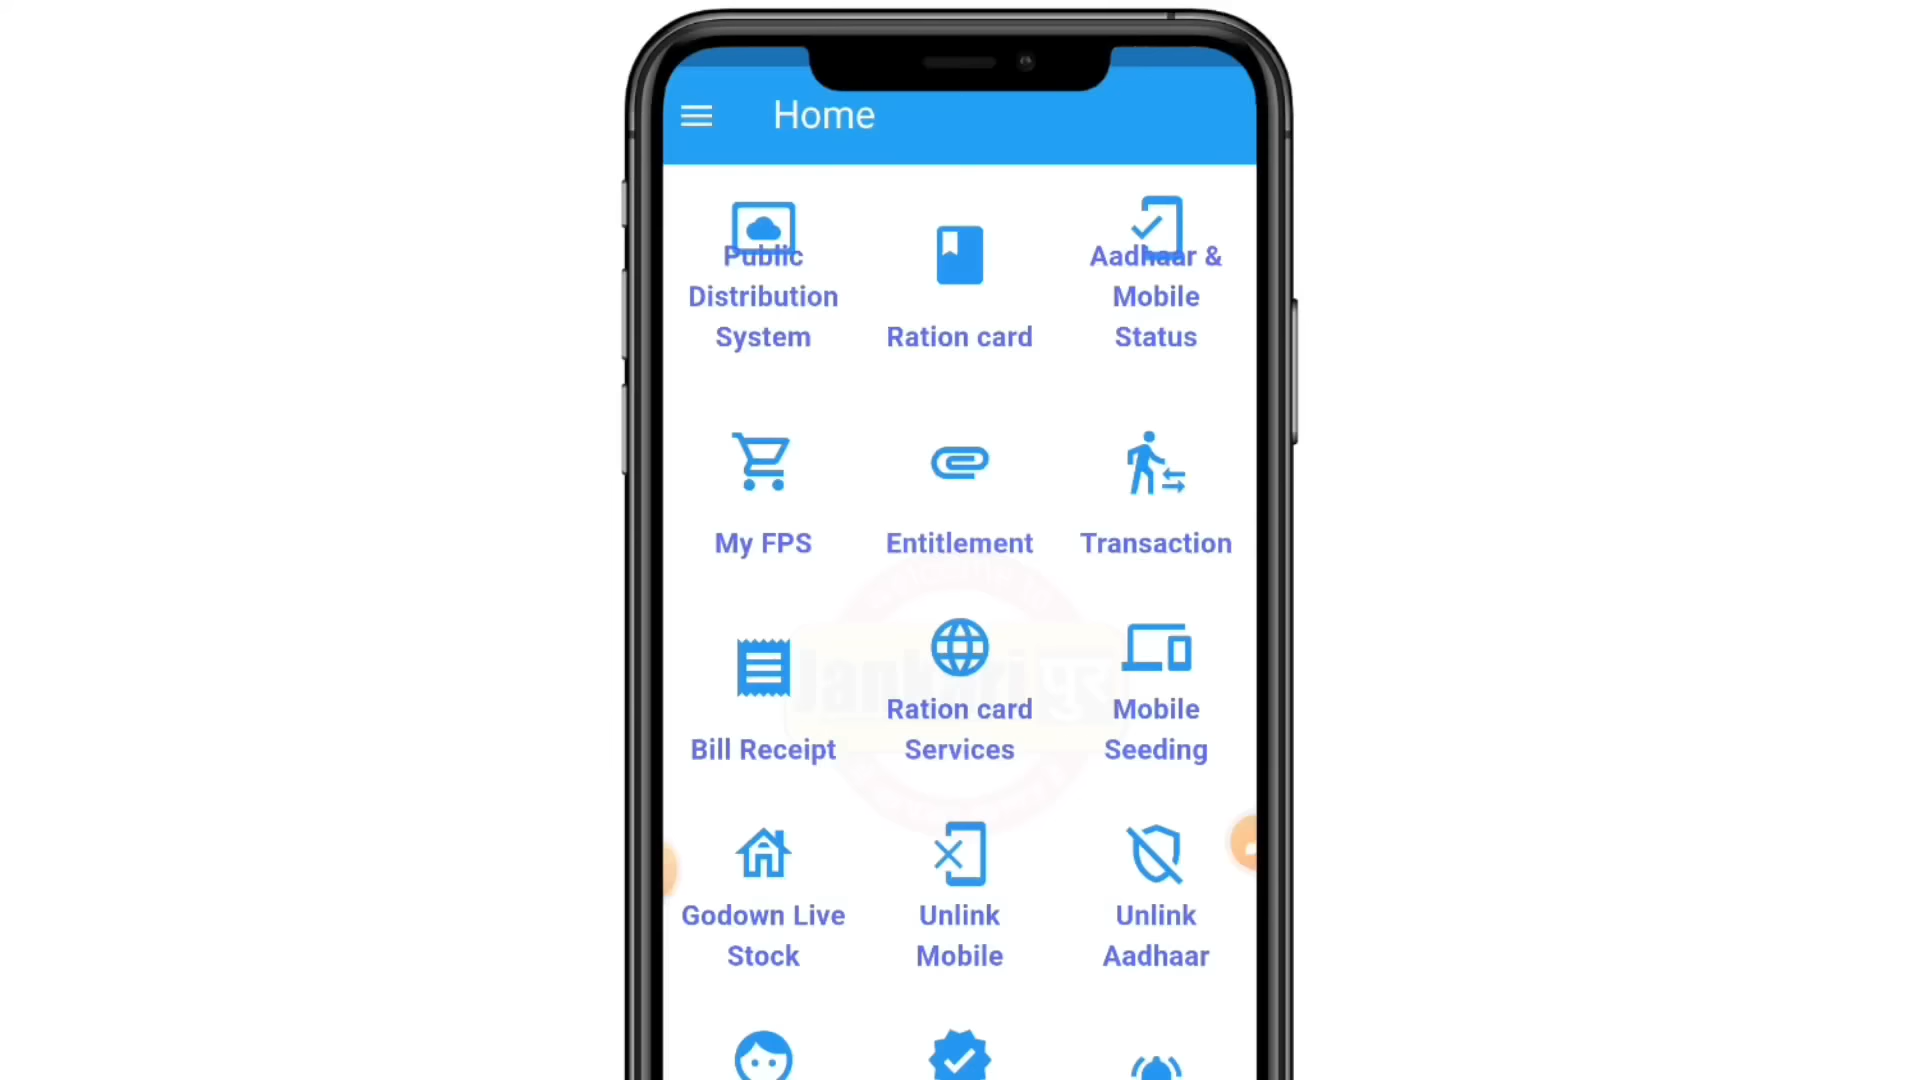 Home
Public
Distribution
System
Ration card
Aadhaar &
Mobile
Status
My FPS
Entitlement
Transaction
Jankari पुर
Bill Receipt
Ration card
Services
Mobile
Seeding
Godown Live
Stock
Unlink
Mobile
Unlink
Aadhaar